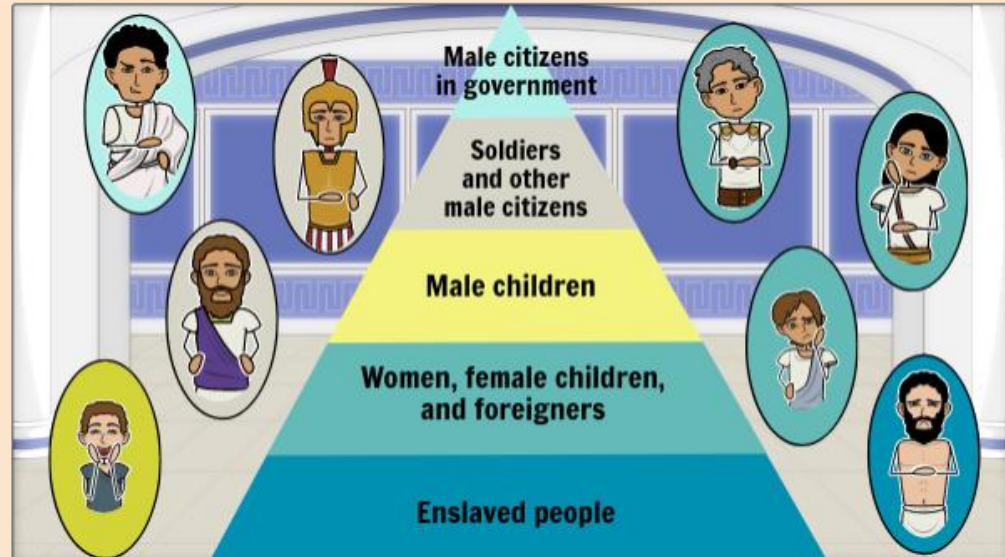 Male citizens
in government
Soldiers
and other
male citizens
Male children
Women, female children,
and foreigners
Enslaved people